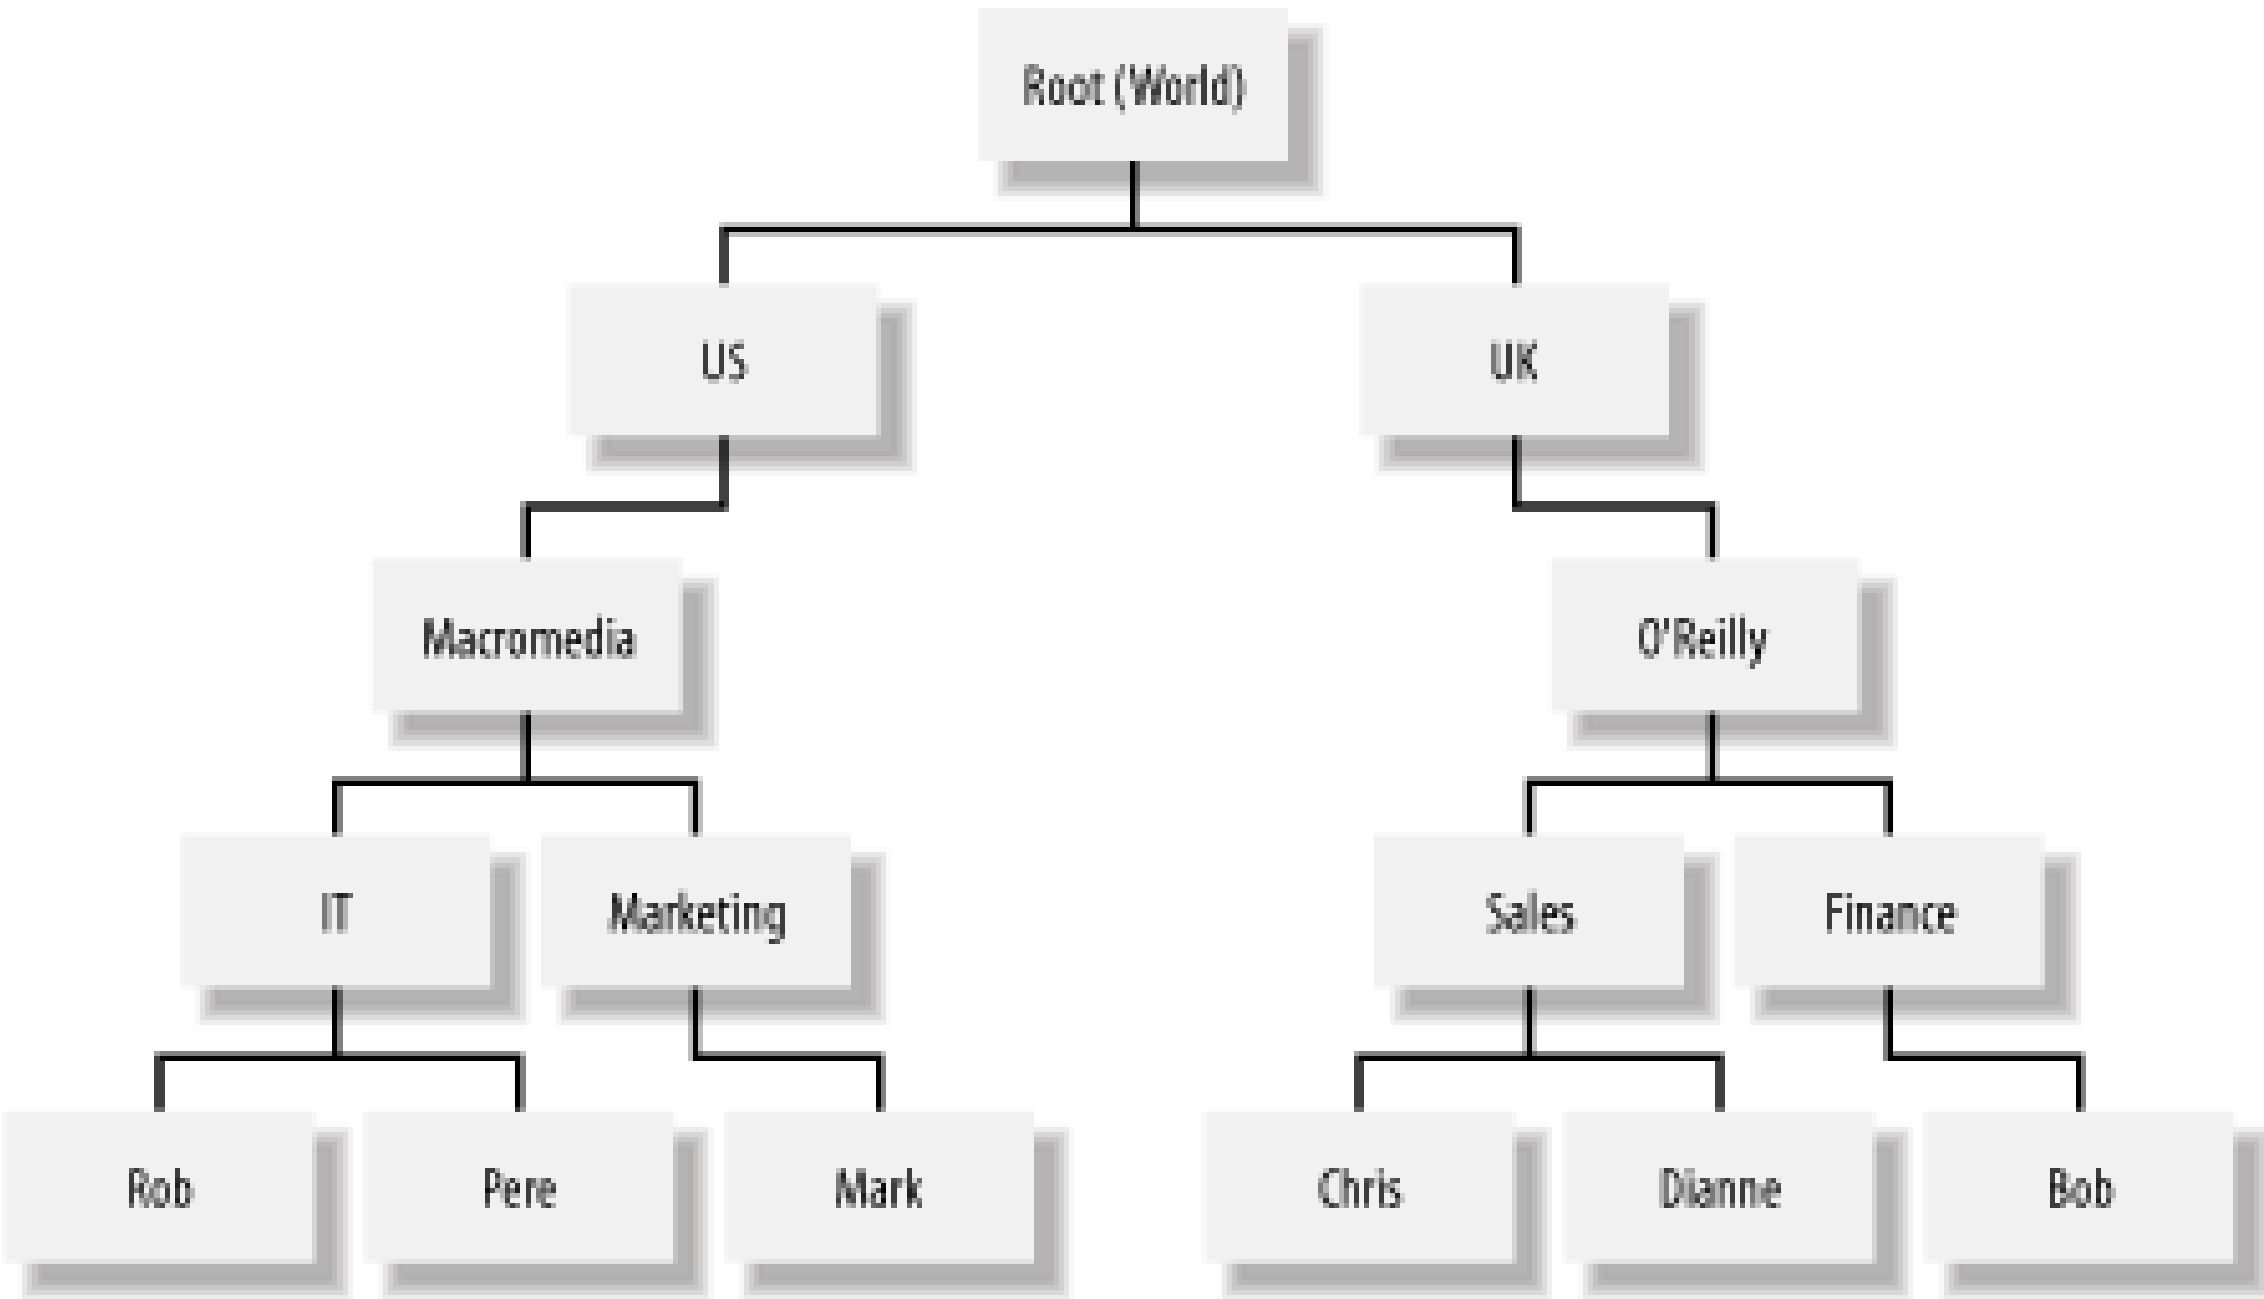 Root (World)
US
UK
Macromedia
O'Reilly
IT
Marketing
Sales
Finance
Rob
Pere
Mark
Chris
Dianne
Bob